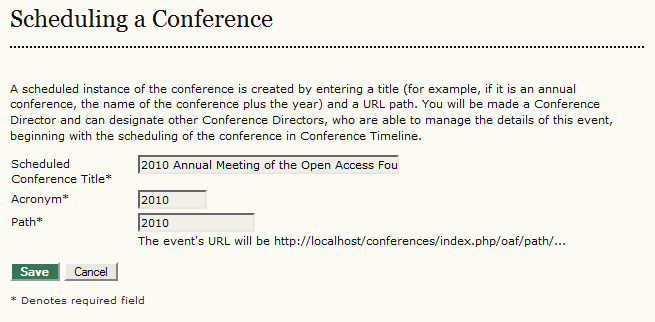 Scheduling a Conference
A scheduled instance of the conference is created by entering a title (for example, if it is an annual
conference, the name of the conference plus the year) and a URL path. You will be made a Conference
Director and can designate other Conference Directors, who are able to manage the details of this event,
beginning with the scheduling of the conference in Conference Timeline.
Scheduled
Conference Title* 2010 Annual Meeting of the Open Access Fou
Acronym* 2010
Path* 2010
The event's URL will be http://localhost/conferences/index.php/oaf/path/...
Save Cancel
* Denotes required field